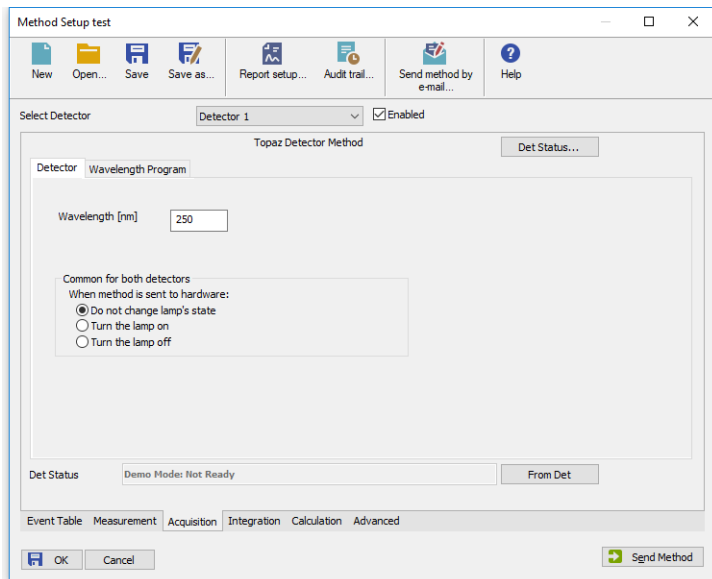 Method Setup test
New Open... Save Save as... Report setup... Audit trail... Send method by e-mail... Help
Select Detector Detector 1 Enabled
Topaz Detector Method Det Status...
Detector Wavelength Program
Wavelength [nm] 250
Common for both detectors
When method is sent to hardware:
Do not change lamp's state
Turn the lamp on
Turn the lamp off
Det Status Demo Mode: Not Ready From Det
Event Table Measurement Acquisition Integration Calculation Advanced
OK Cancel Send Method